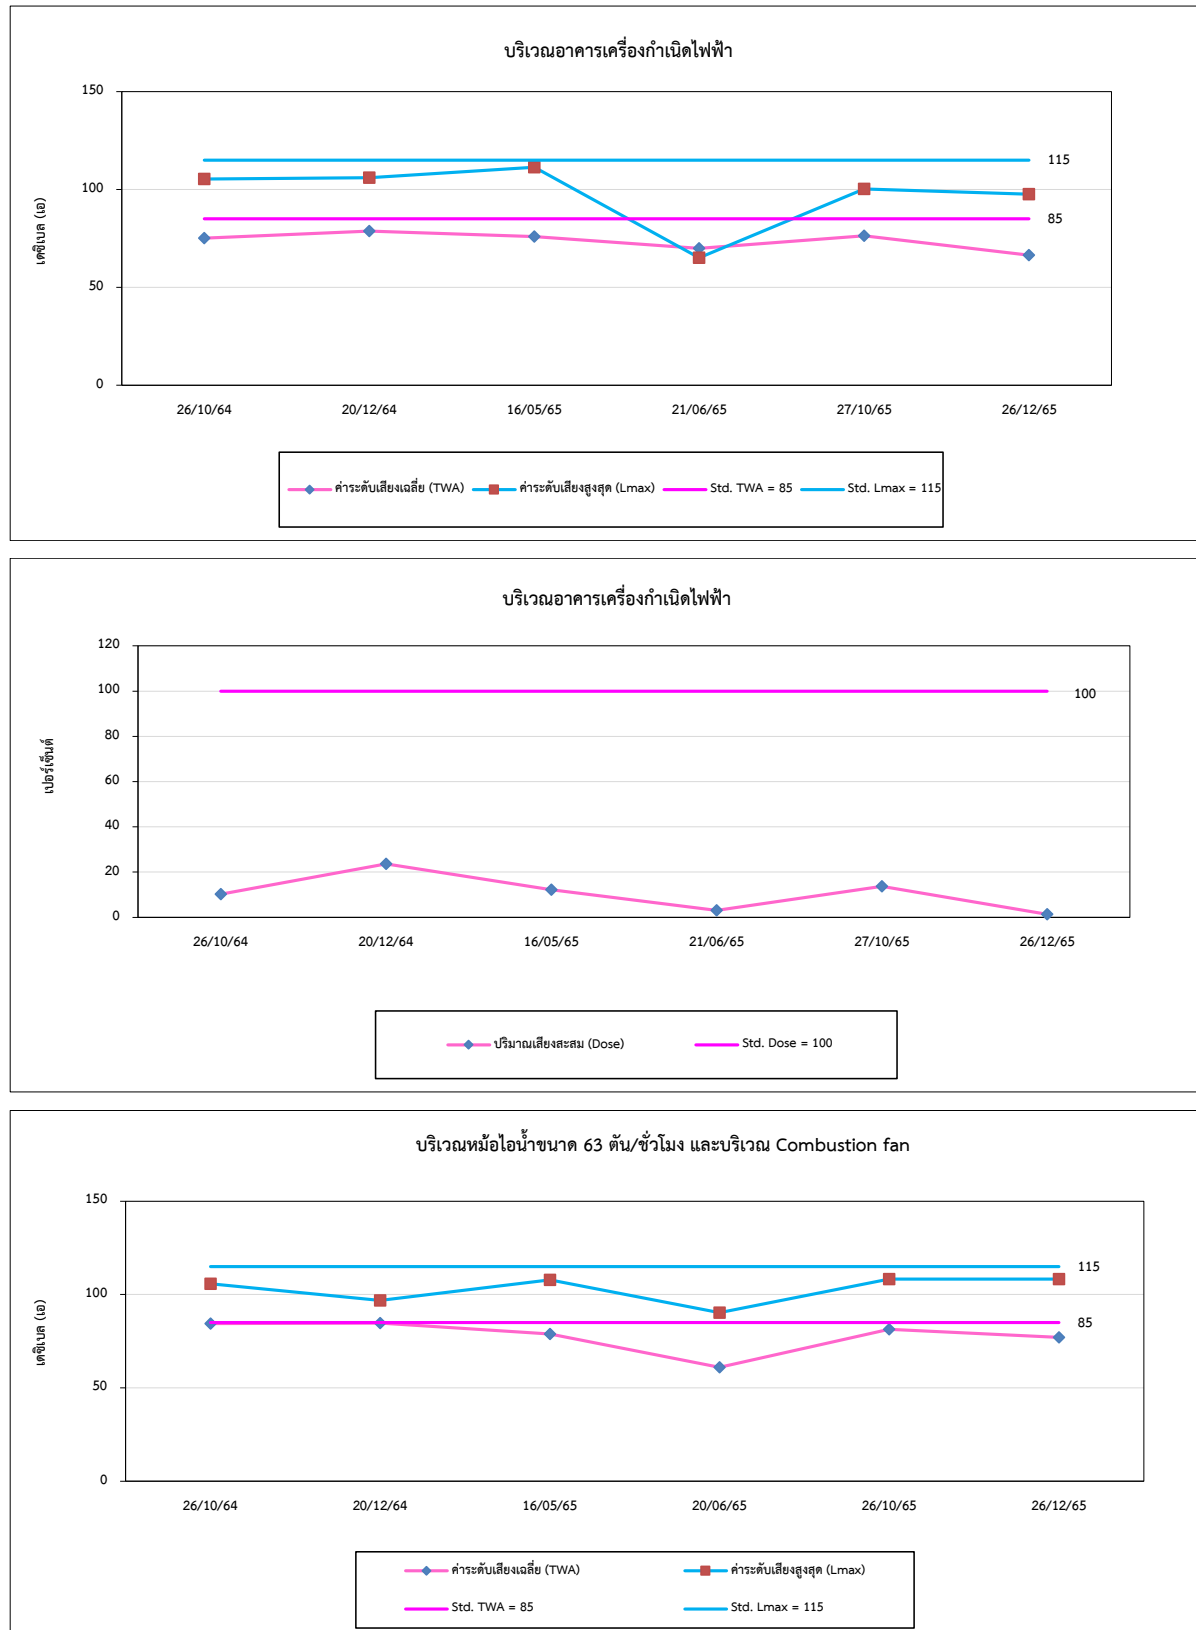 บริเวณอาคารเครื่องกำเนิดไฟฟ้า
150
100
50
0
เดซิเบล (เอ)
115
85
26/10/64 20/12/64 16/05/65 21/06/65 27/10/65 26/12/65
ค่าระดับเสียงเฉลี่ย (TWA) ค่าระดับเสียงสูงสุด (Lmax) Std. TWA = 85 Std. Lmax = 115
บริเวณอาคารเครื่องกำเนิดไฟฟ้า
120
100
80
60
40
20
0
เปอร์เซ็นต์
100
26/10/64 20/12/64 16/05/65 21/06/65 27/10/65 26/12/65
ปริมาณเสียงสะสม (Dose) Std. Dose = 100
บริเวณหม้อไอน้ำขนาด 63 ตัน/ชั่วโมง และบริเวณ Combustion fan
150
100
50
0
เดซิเบล (เอ)
115
85
26/10/64 20/12/64 16/05/65 20/06/65 26/10/65 26/12/65
ค่าระดับเสียงเฉลี่ย (TWA) ค่าระดับเสียงสูงสุด (Lmax)
Std. TWA = 85 Std. Lmax = 115